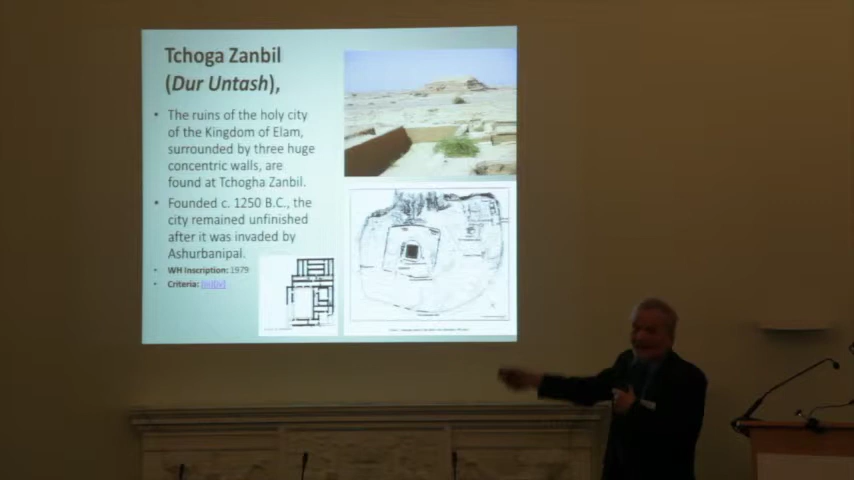 Tchoga Zanbil
(Dur Untash),
• The ruins of the holy city
of the Kingdom of Elam,
surrounded by three huge
concentric walls, are
found at Tchogha Zanbil.
• Founded c. 1250 B.C., the
city remained unfinished
after it was invaded by
Ashurbanipal.
• WH Inscription: 1979
• Criteria: